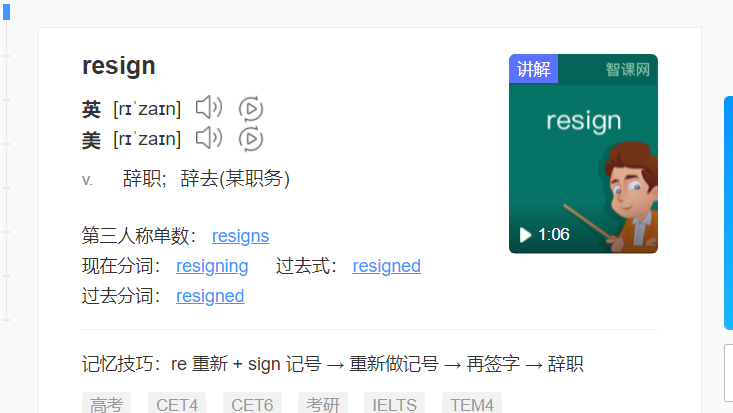 resign
讲解 智课网
resign
1:06
英 [rɪˈzaɪn]
美 [rɪˈzaɪn]
v. 辞职；辞去(某职务)
第三人称单数： resigns
现在分词： resigning 过去式： resigned
过去分词： resigned
记忆技巧：re 重新 + sign 记号 → 重新做记号 → 再签字 → 辞职
高考 CET4 CET6 考研 IELTS TEM4